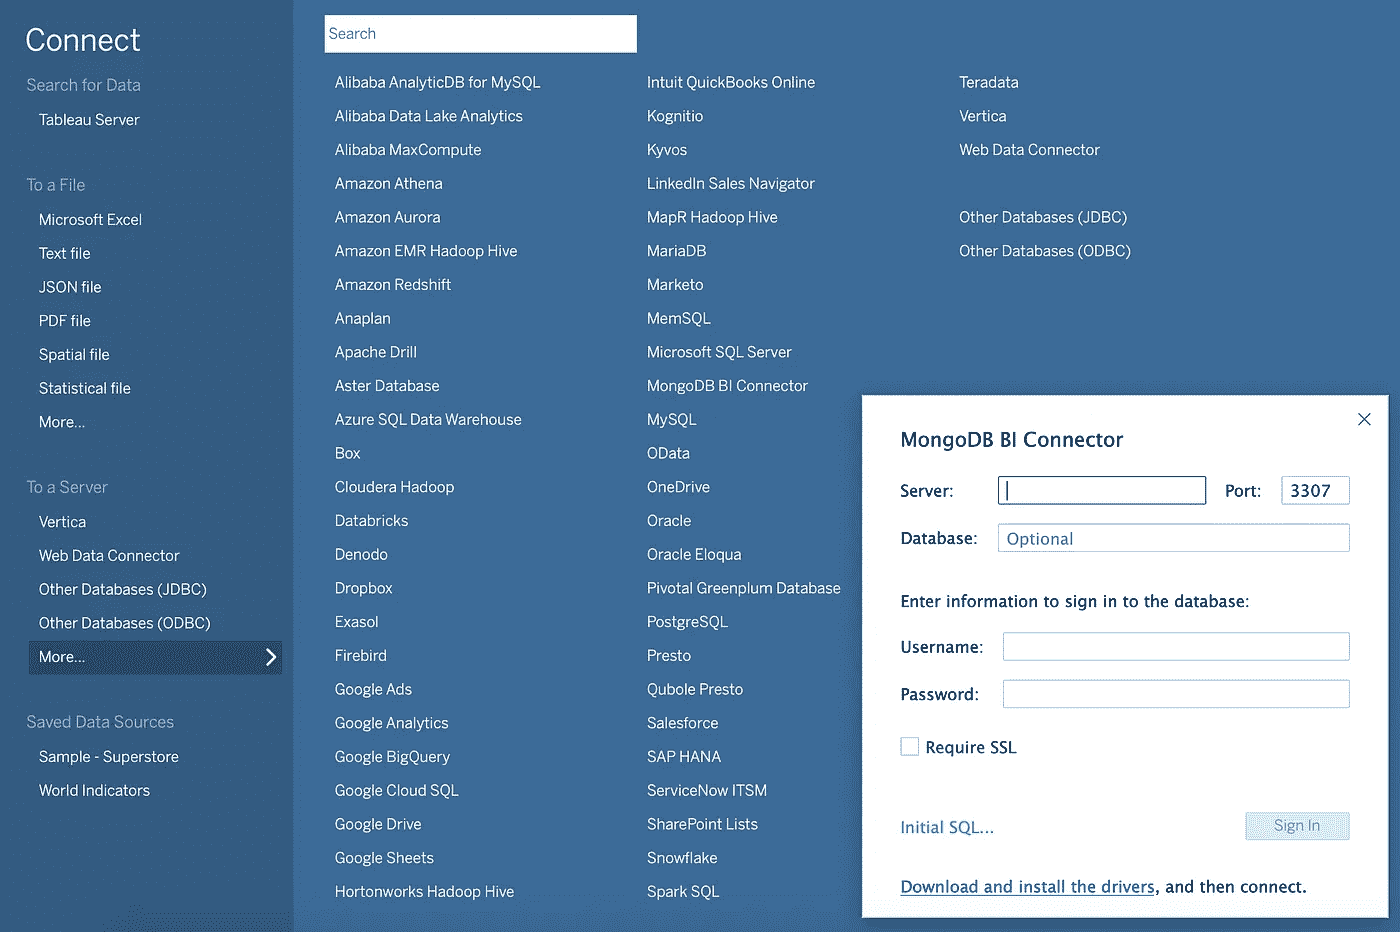 Connect
Search for Data
Tableau Server
To a File
Microsoft Excel
Text file
JSON file
PDF file
Spatial file
Statistical file
More...
To a Server
Vertica
Web Data Connector
Other Databases (JDBC)
Other Databases (ODBC)
More...
Saved Data Sources
Sample - Superstore
World Indicators
Search
Alibaba AnalyticDB for MySQL
Alibaba Data Lake Analytics
Alibaba MaxCompute
Amazon Athena
Amazon Aurora
Amazon EMR Hadoop Hive
Amazon Redshift
Anaplan
Apache Drill
Aster Database
Azure SQL Data Warehouse
Box
Cloudera Hadoop
Databricks
Denodo
Dropbox
Exasol
Firebird
Google Ads
Google Analytics
Google BigQuery
Google Cloud SQL
Google Drive
Google Sheets
Hortonworks Hadoop Hive
Intuit QuickBooks Online
Kognitio
Kyvos
LinkedIn Sales Navigator
MapR Hadoop Hive
MariaDB
Marketo
MemSQL
Microsoft SQL Server
MongoDB BI Connector
MySQL
OData
OneDrive
Oracle
Oracle Eloqua
Pivotal Greenplum Database
PostgreSQL
Presto
Qubole Presto
Salesforce
SAP HANA
ServiceNow ITSM
SharePoint Lists
Snowflake
Spark SQL
Teradata
Vertica
Web Data Connector
Other Databases (JDBC)
Other Databases (ODBC)
MongoDB BI Connector
Server: Port: 3307
Database: Optional
Enter information to sign in to the database:
Username:
Password:
Require SSL
Initial SQL... Sign In
Download and install the drivers, and then connect.